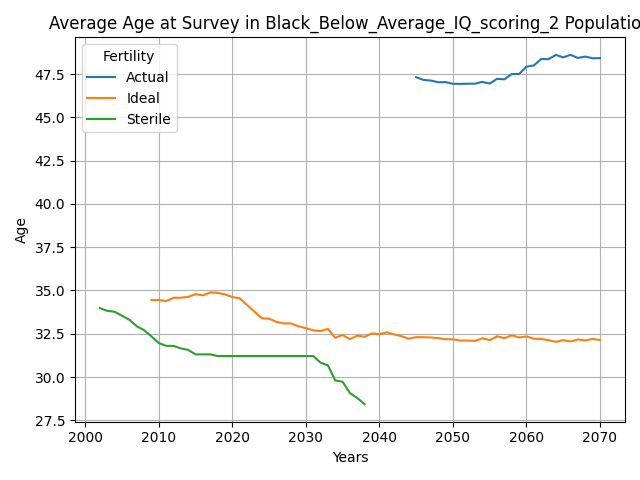 Average Age at Survey in Black_Below_Average_IQ_scoring_2 Populatio
Fertility
Actual
Ideal
Sterile
Age
47.5
45.0
42.5
40.0
37.5
35.0
32.5
30.0
27.5
2000 2010 2020 2030 2040 2050 2060 2070
Years